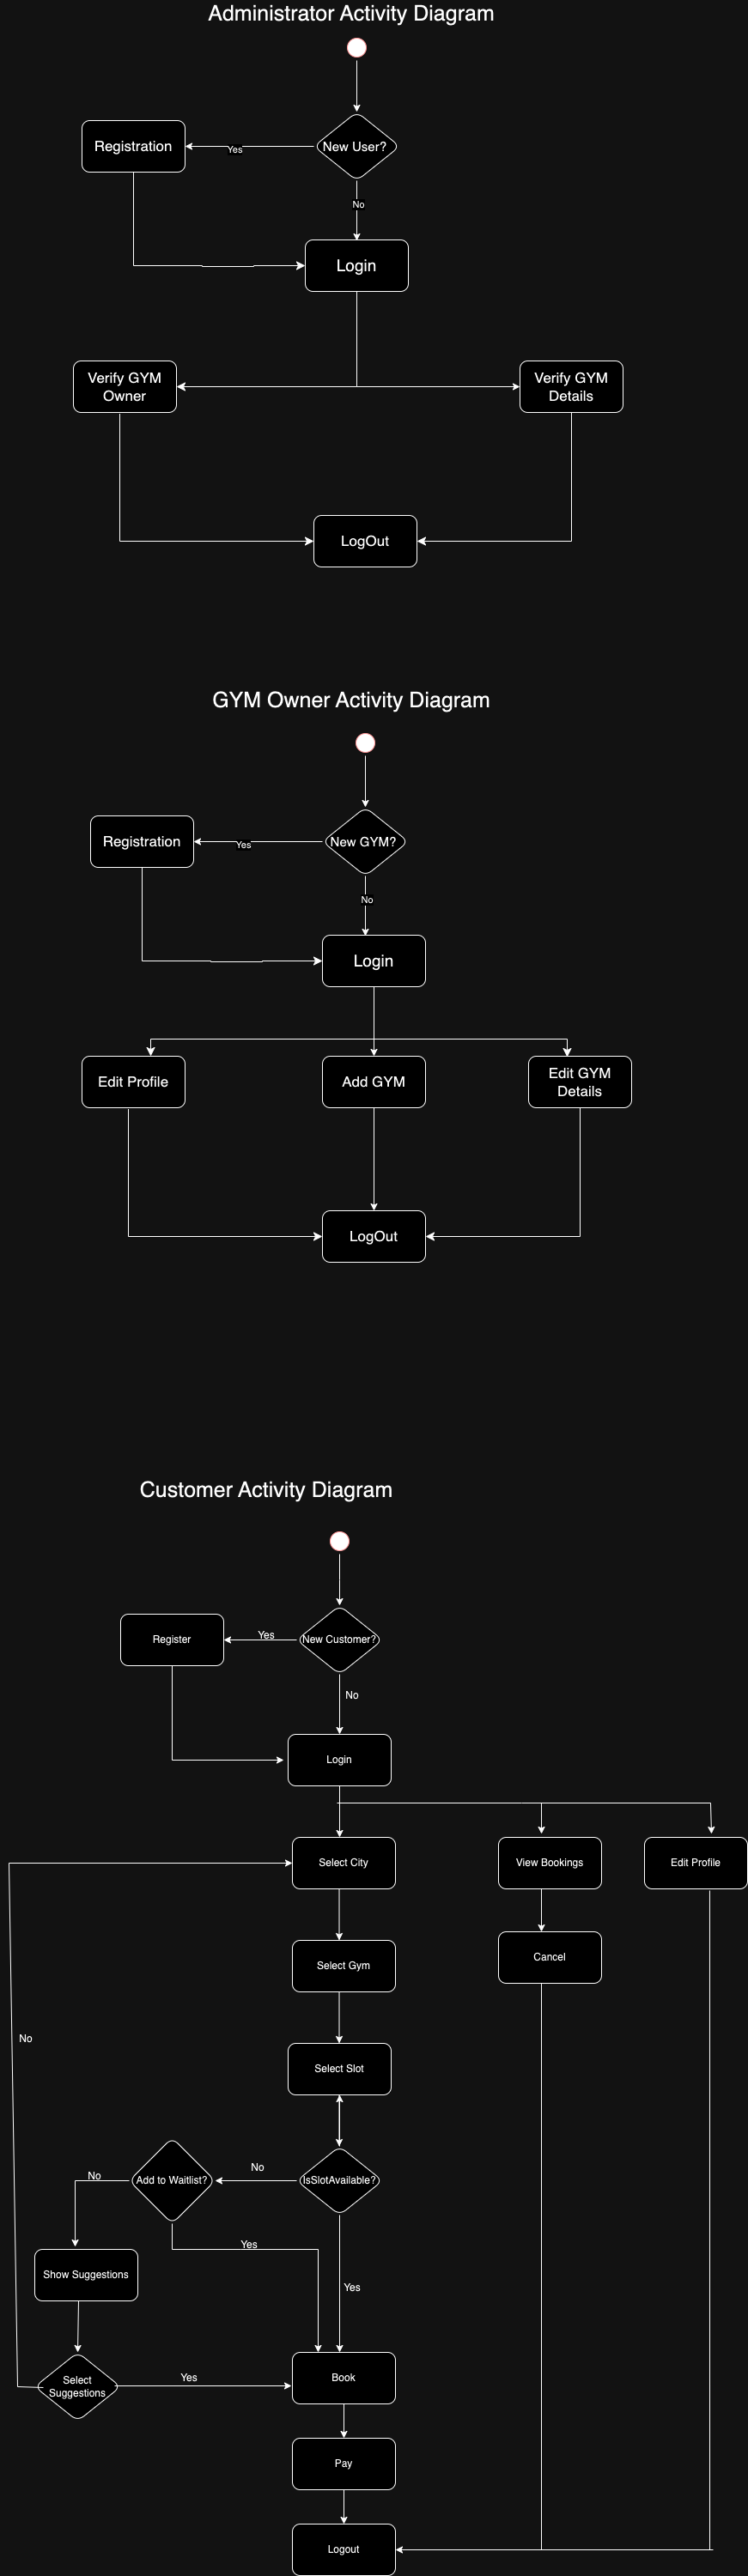 Administrator Activity Diagram
New User?
Yes
Registration
No
Login
Verify GYM
Owner
Verify GYM
Details
LogOut
GYM Owner Activity Diagram
New GYM?
Yes
Registration
No
Login
Edit Profile
Add GYM
Edit GYM
Details
LogOut
Customer Activity Diagram
New Customer?
Yes
Register
No
Login
Select City
View Bookings
Edit Profile
Select Gym
Cancel
No
Select Slot
IsSlotAvailable?
No
Add to Waitlist?
No
Yes
Yes
Show Suggestions
Select
Suggestions
Yes
Book
Pay
Logout